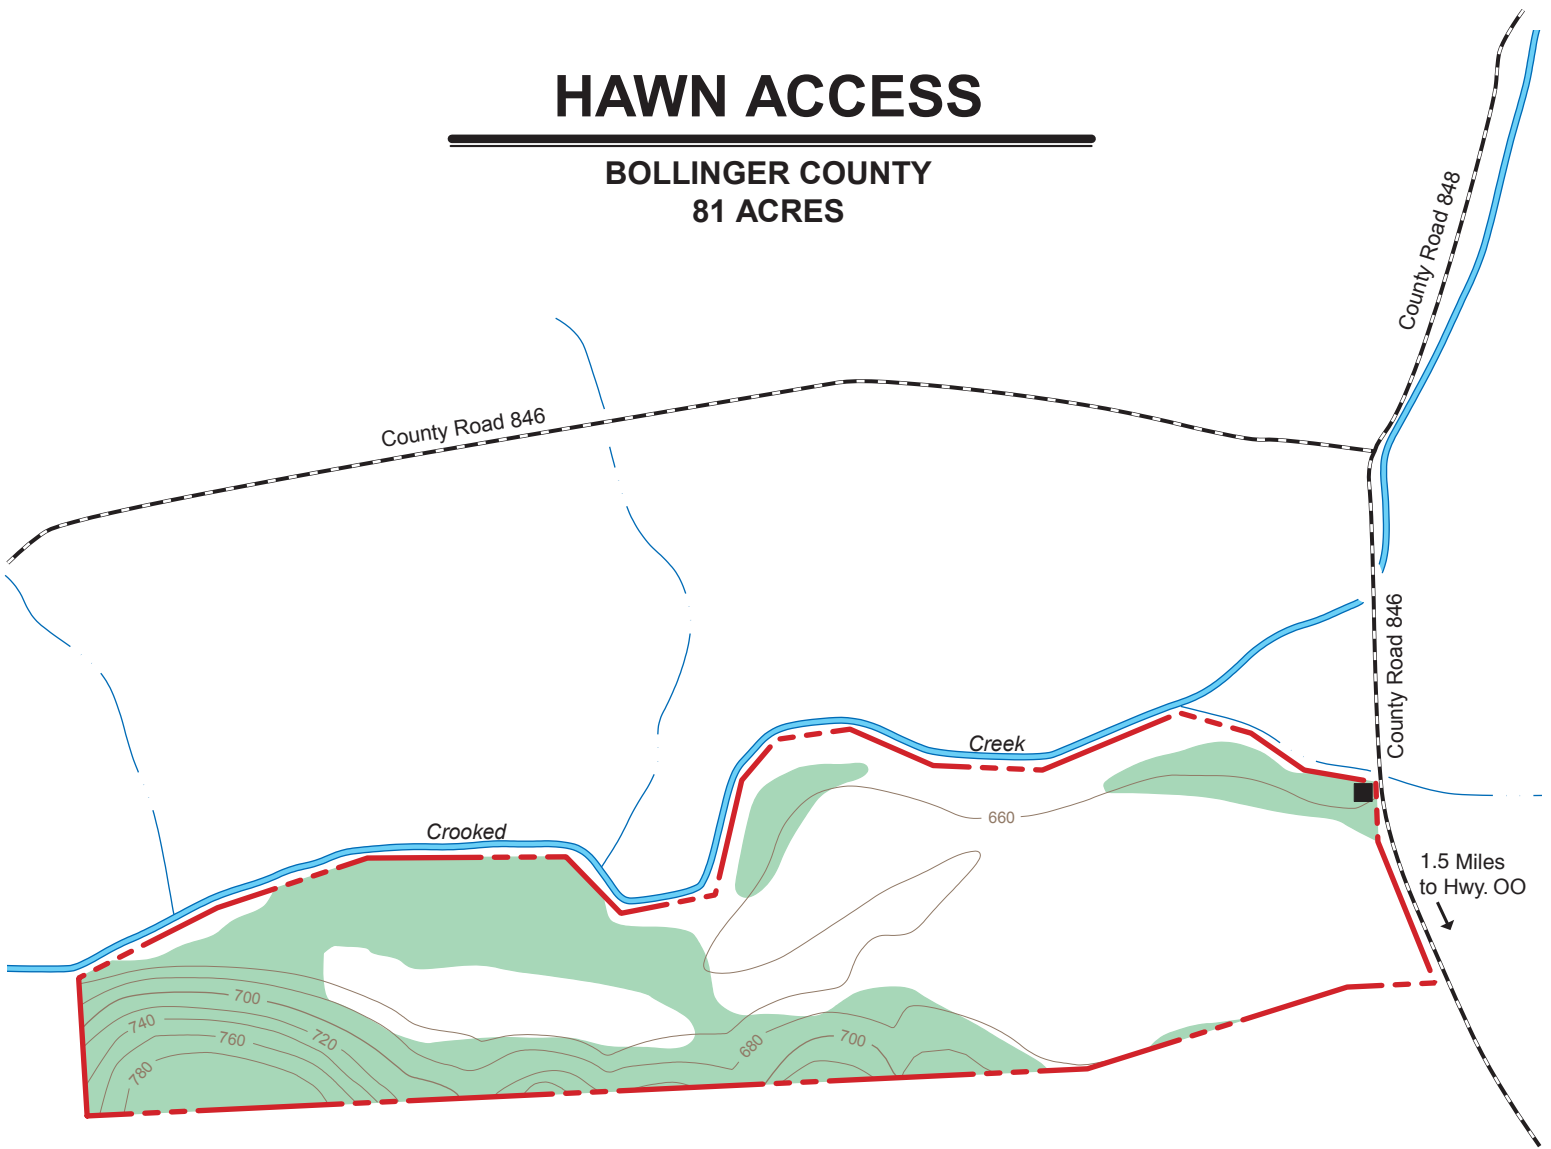 HAWN ACCESS
BOLLINGER COUNTY
81 ACRES
County Road 848
County Road 846
County Road 846
Creek
660
Crooked
1.5 Miles
to Hwy. OO
700
740
760
720
780
680
700